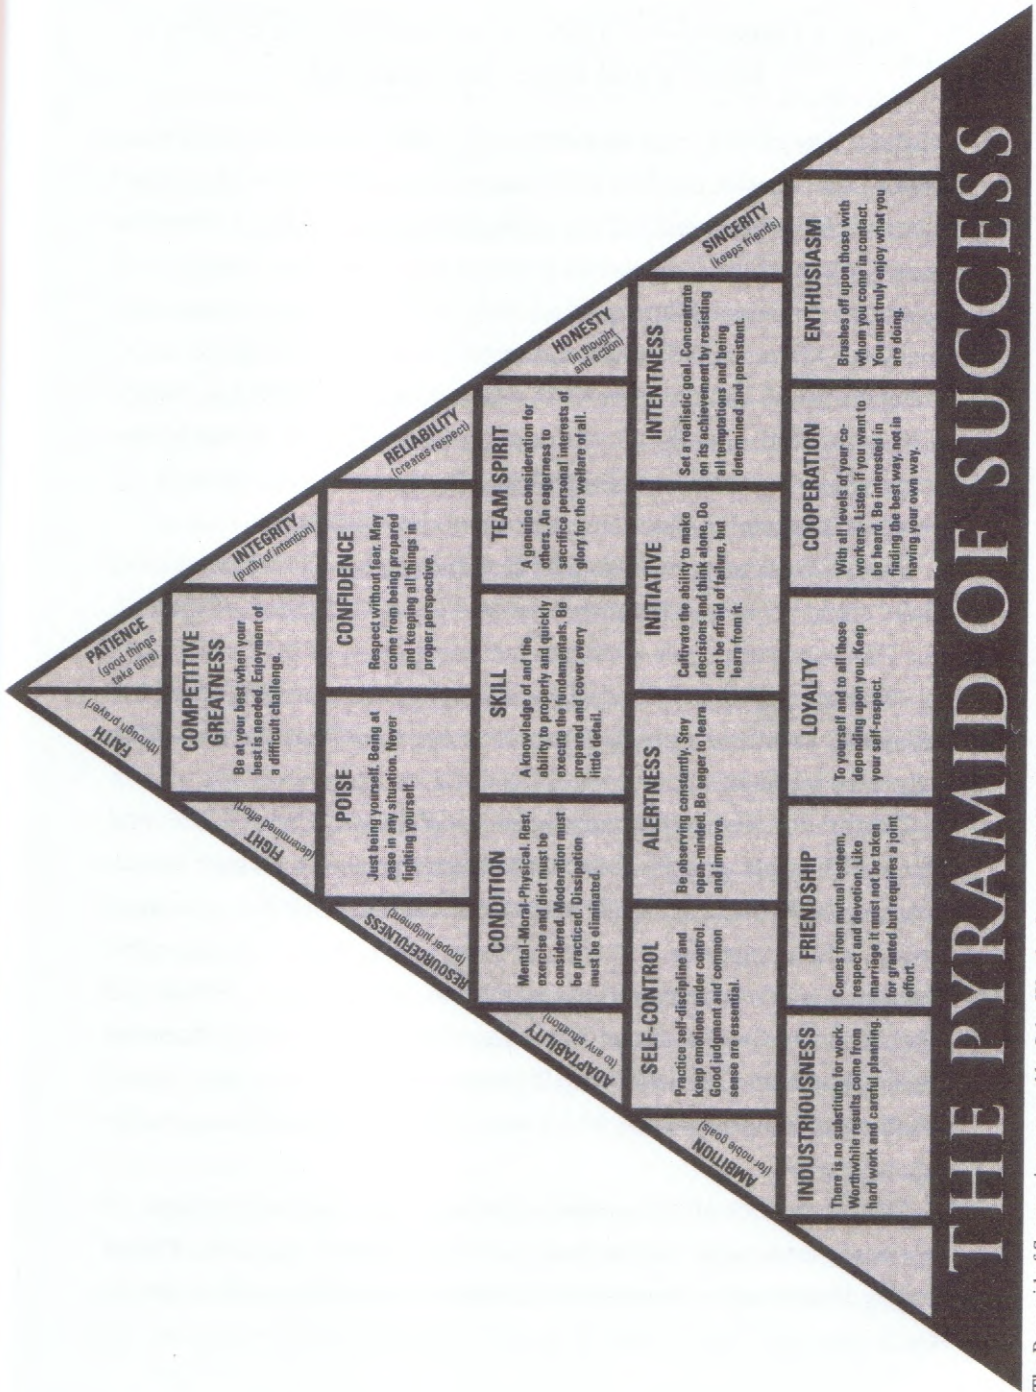 PATIENCE
(good things
take time)
FAITH
(through prayer)
COMPETITIVE
GREATNESS
Be at your best when your
best is needed. Enjoyment of
a difficult challenge.
INTEGRITY
(purity of intention)
FIGHT
(determined effort)
POISE
Just being yourself. Being at
ease in any situation. Never
fighting yourself.
CONFIDENCE
Respect without fear. May
come from being prepared
and keeping all things in
proper perspective.
RELIABILITY
(creates respect)
RESOURCEFULNESS
(proper judgment)
CONDITION
Mental-Moral-Physical. Rest,
exercise and diet must be
considered. Moderation must
be practiced. Dissipation
must be eliminated.
SKILL
A knowledge of and the
ability to properly and quickly
execute the fundamentals. Be
prepared and cover every
little detail.
TEAM SPIRIT
A genuine consideration for
others. An eagerness to
sacrifice personal interests of
glory for the welfare of all.
HONESTY
(in thought
and action)
ADAPTABILITY
(to any situation)
SELF-CONTROL
Practice self-discipline and
keep emotions under control.
Good judgment and common
sense are essential.
ALERTNESS
Be observing constantly. Stay
open-minded. Be eager to learn
and improve.
INITIATIVE
Cultivate the ability to make
decisions and think alone. Do
not be afraid of failure, but
learn from it.
INTENTNESS
Set a realistic goal. Concentrate
on its achievement by resisting
all temptations and being
determined and persistent.
SINCERITY
(keeps friends)
AMBITION
(for noble goals)
INDUSTRIOUSNESS
There is no substitute for work.
Worthwhile results come from
hard work and careful planning.
FRIENDSHIP
Comes from mutual esteem,
respect and devotion. Like
marriage it must not be taken
for granted but requires a joint
effort.
LOYALTY
To yourself and to all those
depending upon you. Keep
your self-respect.
COOPERATION
With all levels of your co-
workers. Listen if you want to
be heard. Be interested in
finding the best way, not in
having your own way.
ENTHUSIASM
Brushes off upon those with
whom you come in contact.
You must truly enjoy what you
are doing.
THE PYRAMID OF SUCCESS